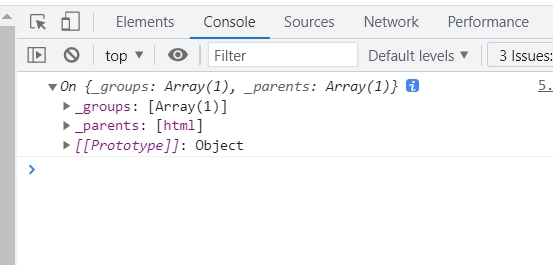 Elements Console Sources Network Performance
top Filter Default levels 3 Issues:
On {_groups: Array(1), _parents: Array(1)} i 5.
_groups: [Array(1)]
_parents: [html]
[[Prototype]]: Object